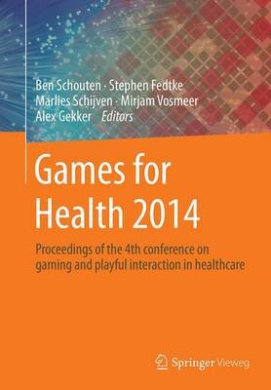 Ben Schouten · Stephen Fedtke
Marlies Schijven · Mirjam Vosmeer
Alex Gekker Editors
Games for
Health 2014
Proceedings of the 4th conference on
gaming and playful interaction in healthcare
Springer Vieweg